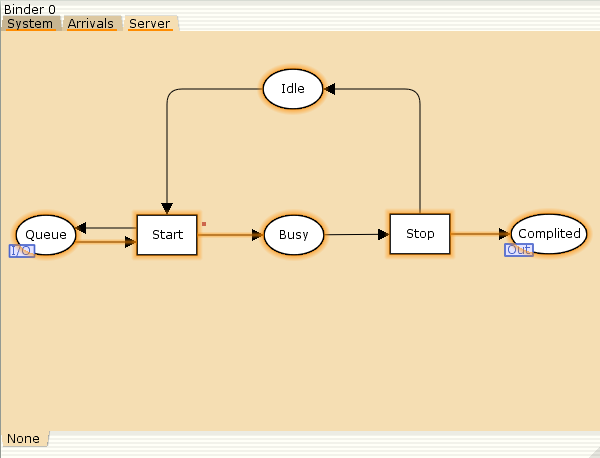 Binder 0
System Arrivals Server
Idle
Queue Start Busy Stop Complited
I/O Out
None